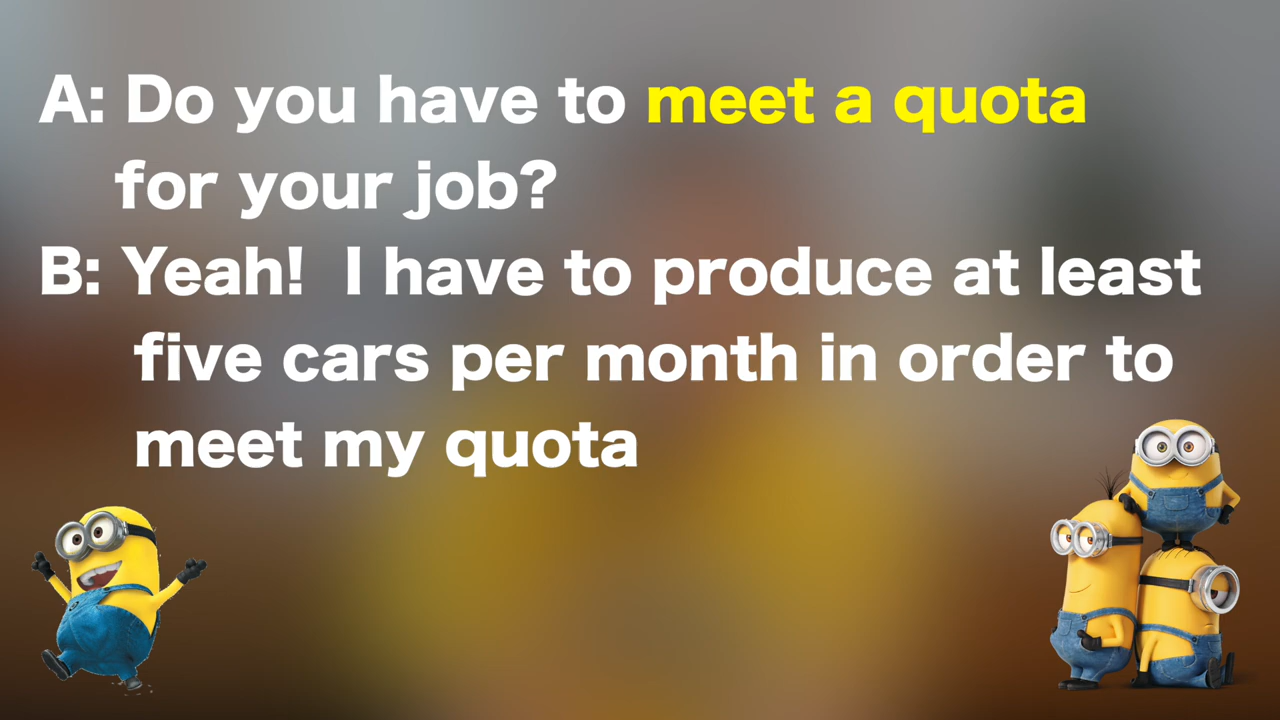 A: Do you have to meet a quota
for your job?
B: Yeah!  I have to produce at least
five cars per month in order to
meet my quota